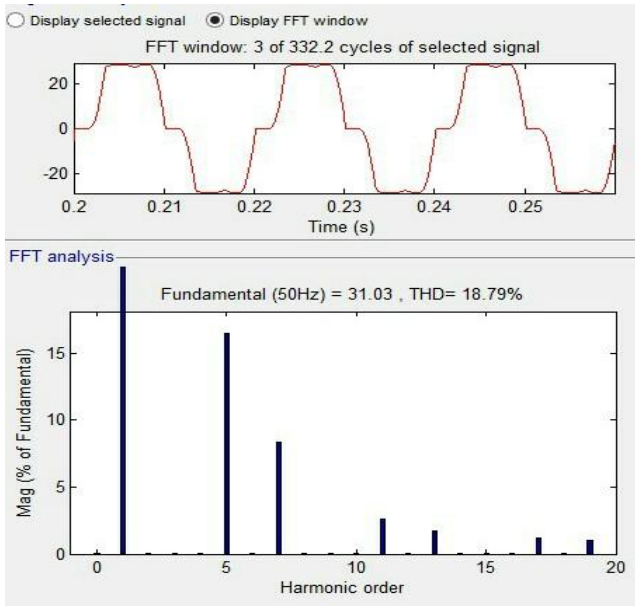 Display selected signal Display FFT window
FFT window: 3 of 332.2 cycles of selected signal
20
0
-20
0.2 0.21 0.22 0.23 0.24 0.25
Time (s)
FFT analysis
Fundamental (50Hz) = 31.03 , THD= 18.79%
Mag (% of Fundamental)
15
10
5
0
0 5 10 15 20
Harmonic order